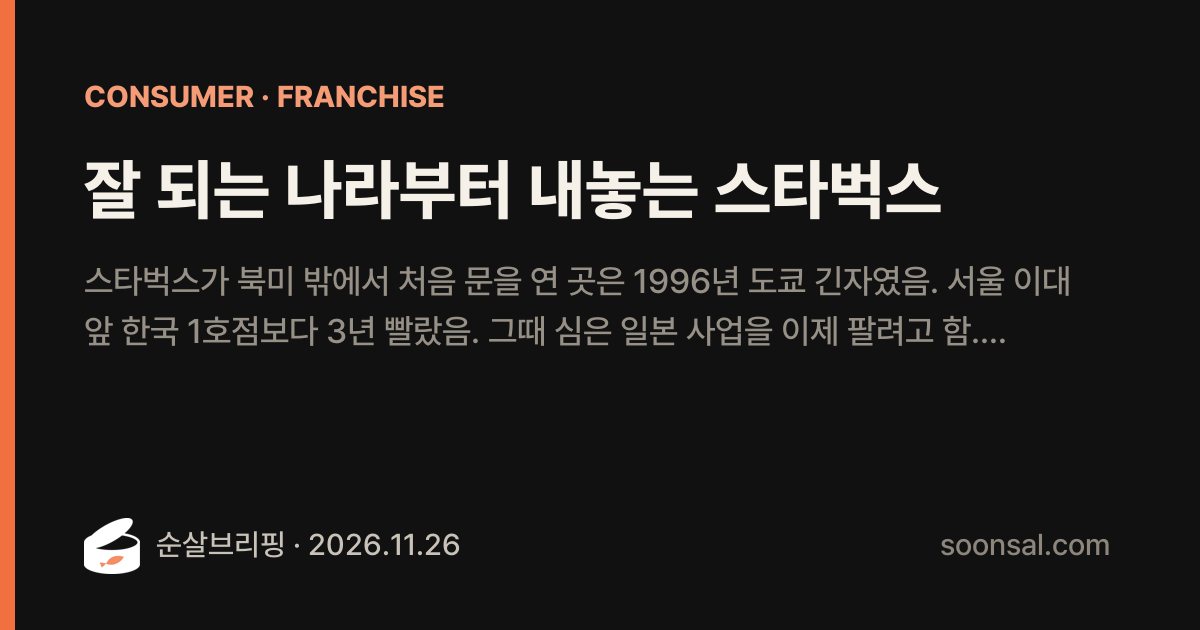 CONSUMER · FRANCHISE
잘 되는 나라부터 내놓는 스타벅스
스타벅스가 북미 밖에서 처음 문을 연 곳은 1996년 도쿄 긴자였음. 서울 이대
앞 한국 1호점보다 3년 빨랐음. 그때 심은 일본 사업을 이제 팔려고 함....
순살브리핑 · 2026.11.26
soonsal.com